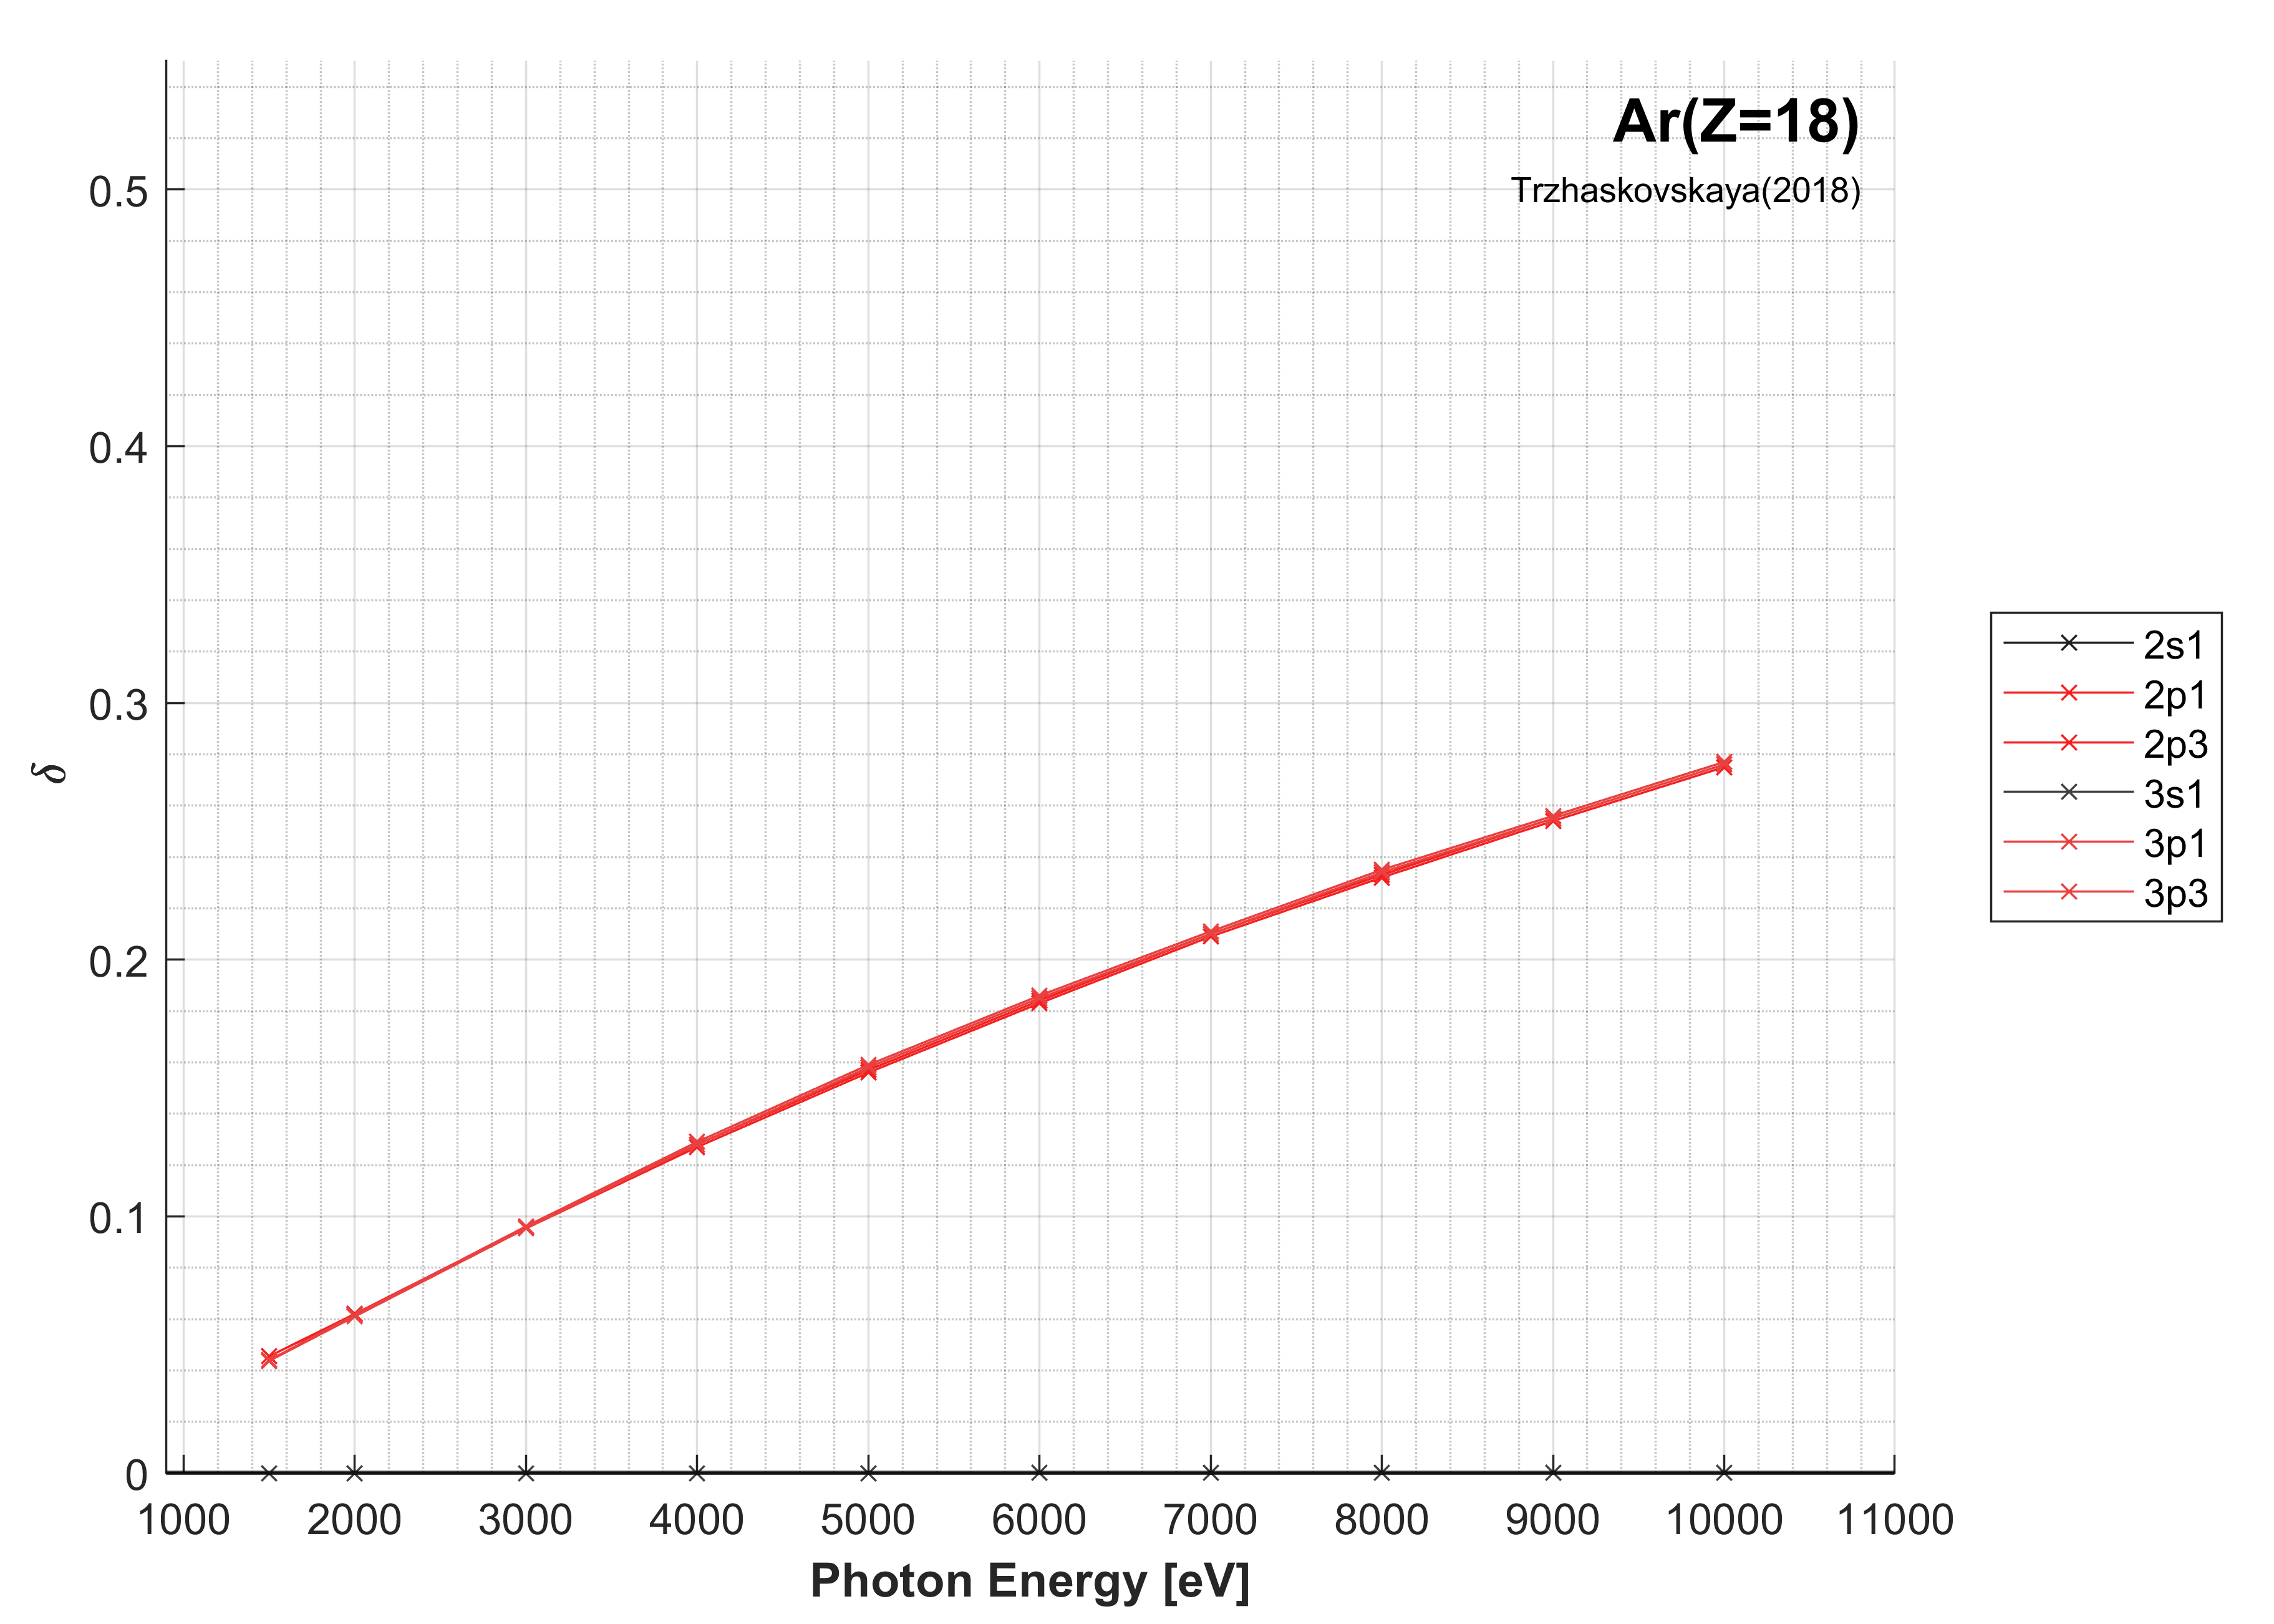 Ar(Z=18)
Trzhaskovskaya(2018)
0.5
0.4
0.3
0.2
0.1
0
δ
1000 2000 3000 4000 5000 6000 7000 8000 9000 10000 11000
Photon Energy [eV]
2s1
2p1
2p3
3s1
3p1
3p3